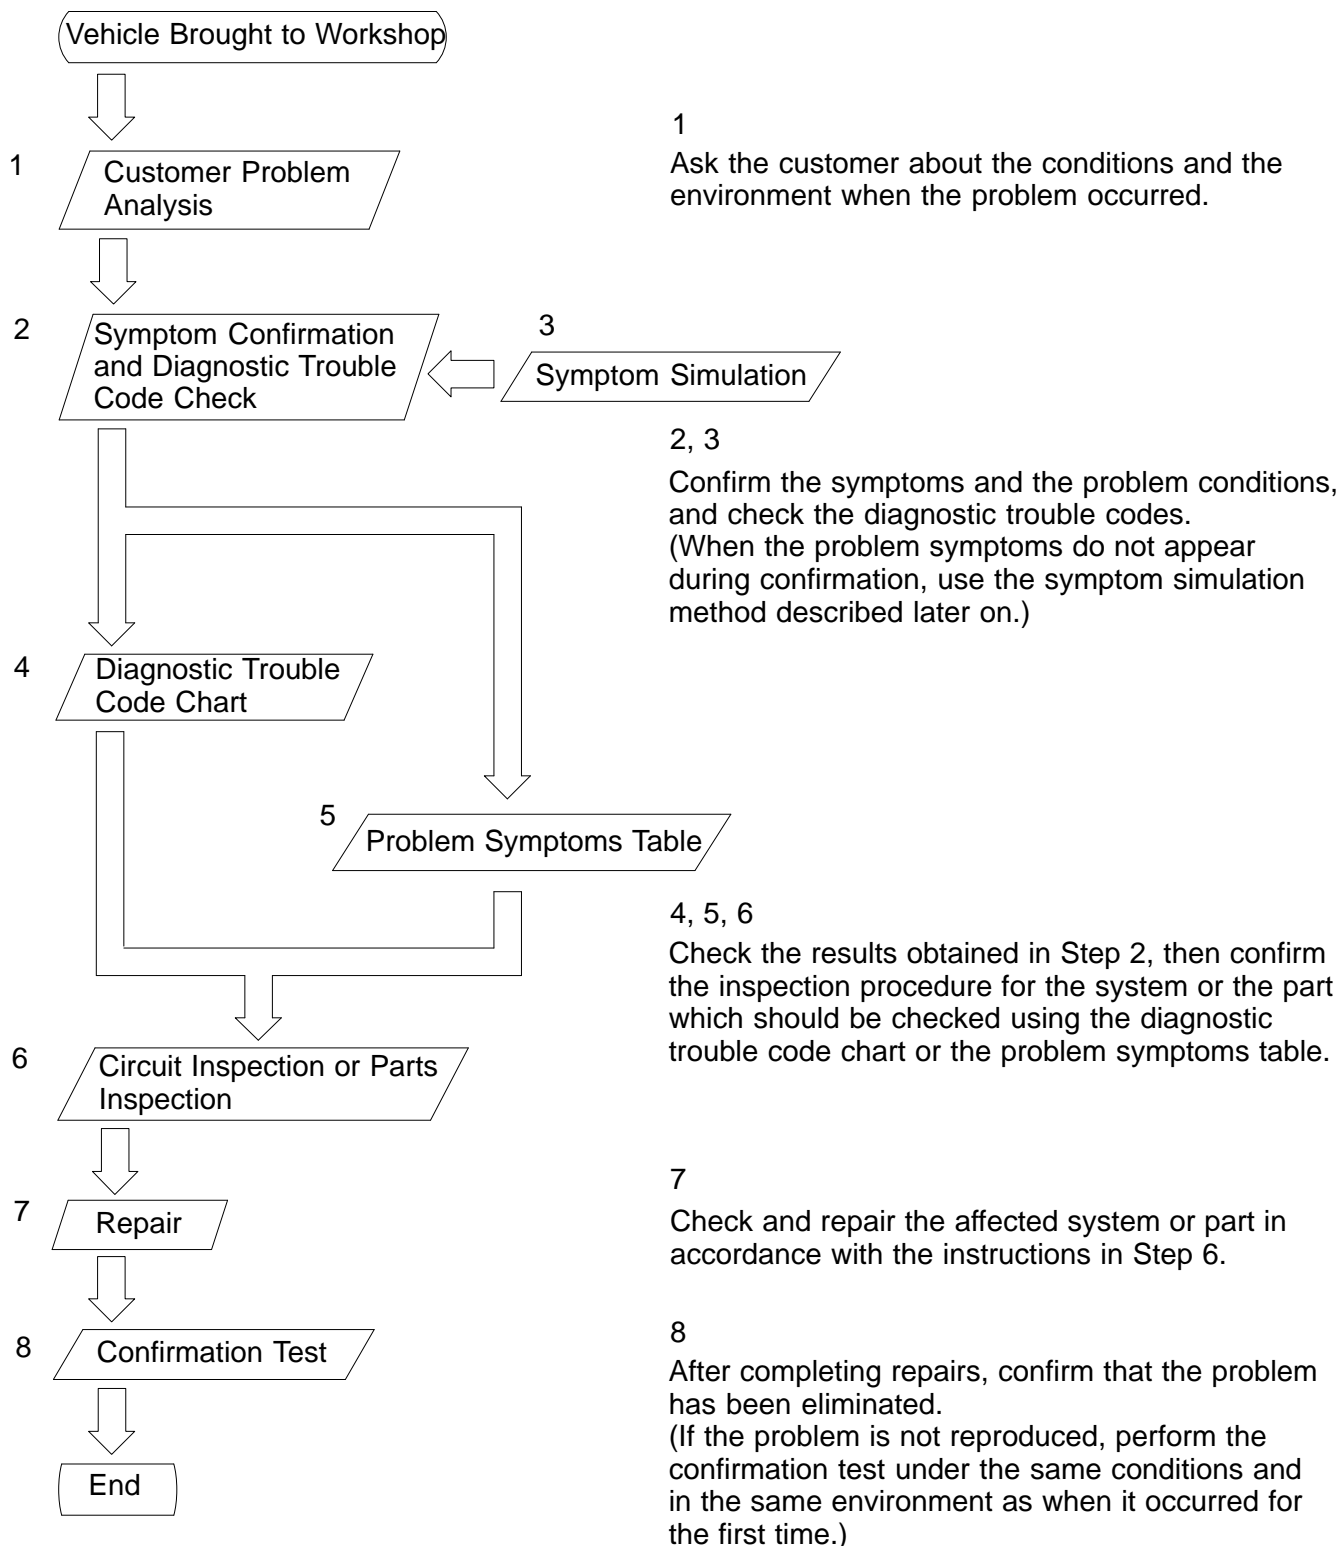 Vehicle Brought to Workshop
1
Customer Problem
Analysis
1
Ask the customer about the conditions and the
environment when the problem occurred.
2
Symptom Confirmation
and Diagnostic Trouble
Code Check
3
Symptom Simulation
2, 3
Confirm the symptoms and the problem conditions,
and check the diagnostic trouble codes.
(When the problem symptoms do not appear
during confirmation, use the symptom simulation
method described later on.)
4
Diagnostic Trouble
Code Chart
5
Problem Symptoms Table
4, 5, 6
Check the results obtained in Step 2, then confirm
the inspection procedure for the system or the part
which should be checked using the diagnostic
trouble code chart or the problem symptoms table.
6
Circuit Inspection or Parts
Inspection
7
Repair
7
Check and repair the affected system or part in
accordance with the instructions in Step 6.
8
Confirmation Test
8
After completing repairs, confirm that the problem
has been eliminated.
(If the problem is not reproduced, perform the
confirmation test under the same conditions and
in the same environment as when it occurred for
the first time.)
End